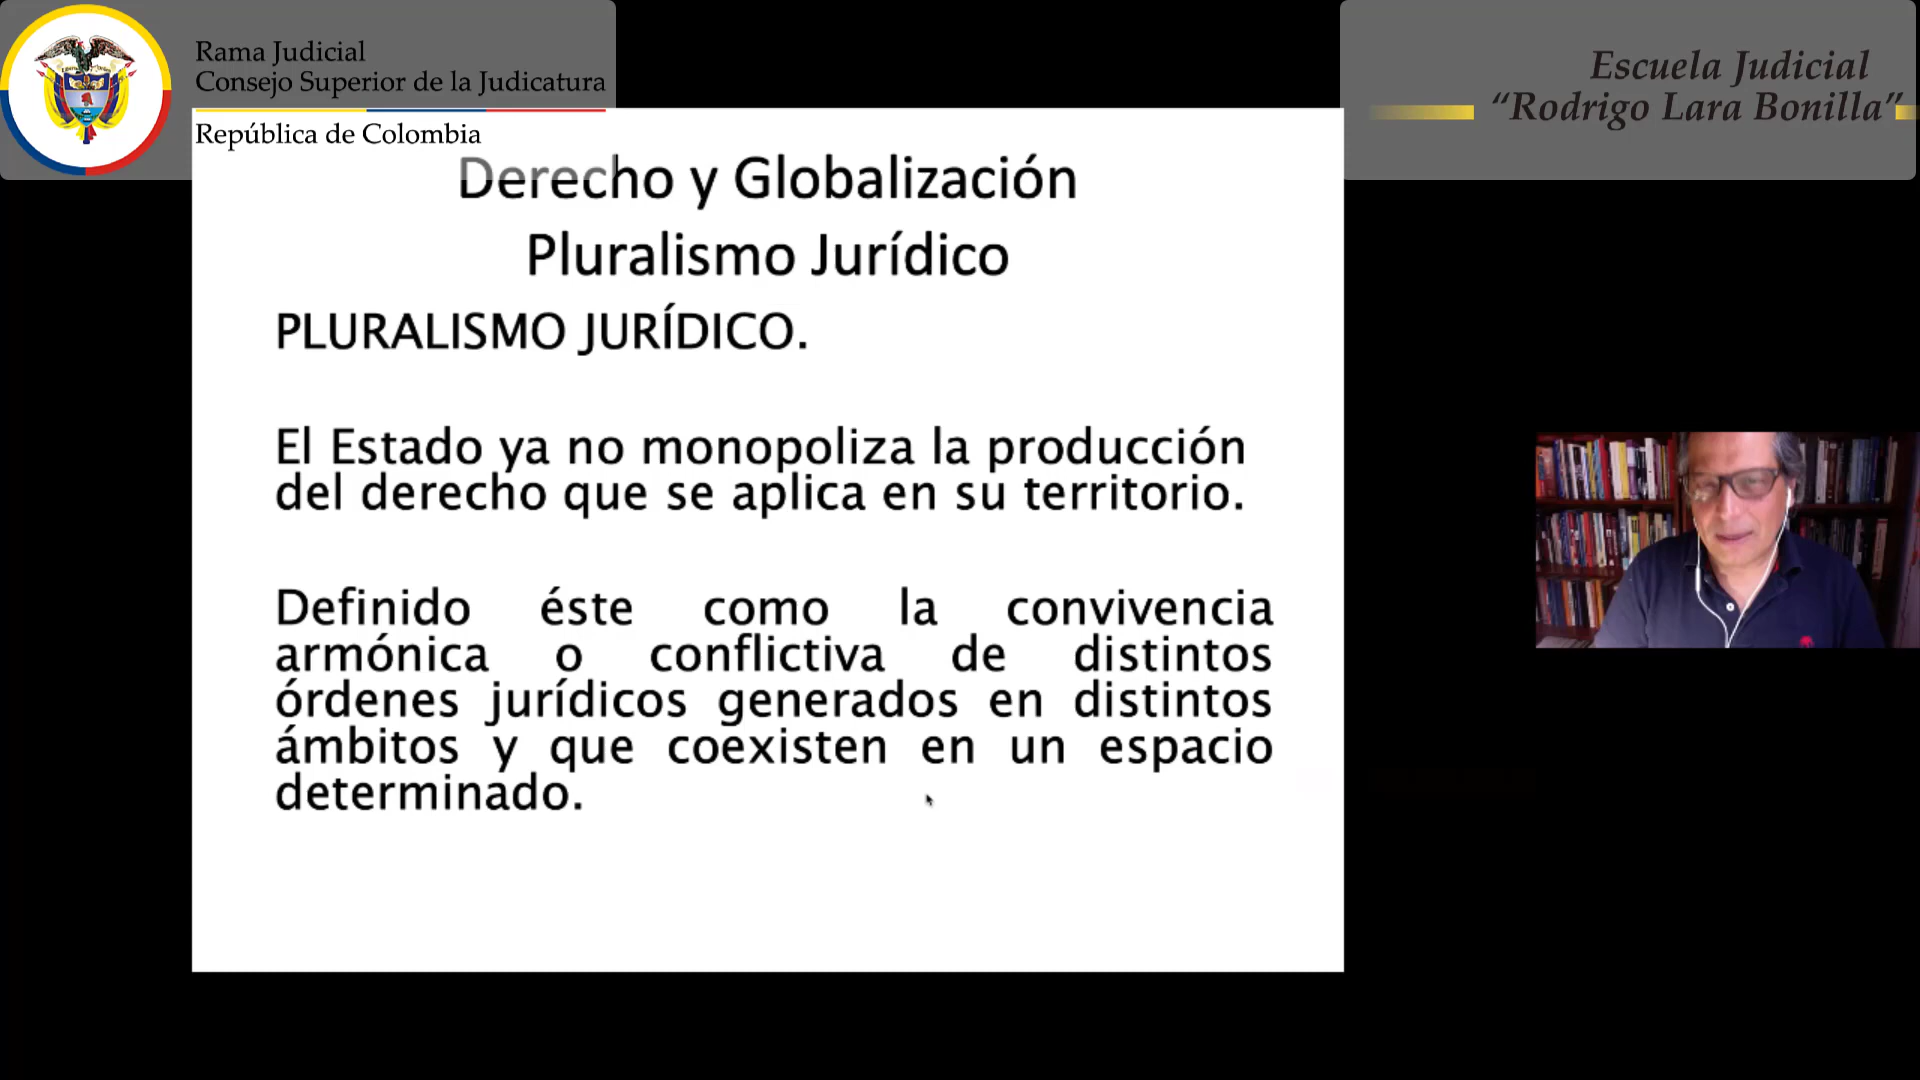 Rama Judicial
Consejo Superior de la Judicatura
República de Colombia
Escuela Judicial
“Rodrigo Lara Bonilla”
Derecho y Globalización
Pluralismo Jurídico
PLURALISMO JURÍDICO.
El Estado ya no monopoliza la producción
del derecho que se aplica en su territorio.
Definido éste como la convivencia
armónica o conflictiva de distintos
órdenes jurídicos generados en distintos
ámbitos y que coexisten en un espacio
determinado.